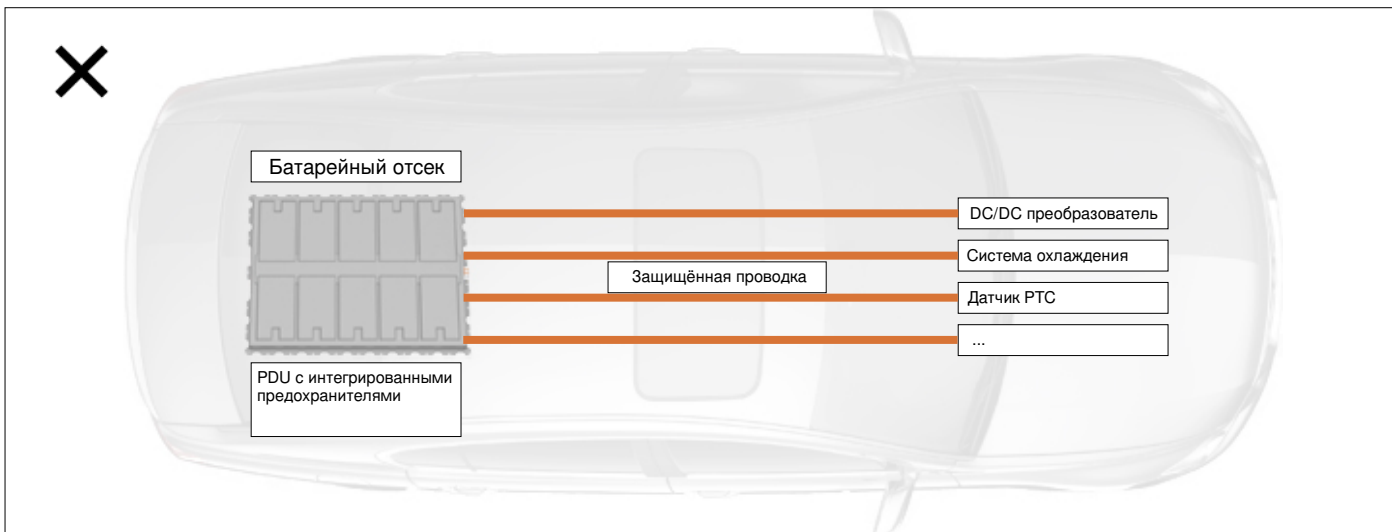 Батарейный отсек
DC/DC преобразователь
Система охлаждения
Защищённая проводка
Датчик PTC
...
PDU с интегрированными
предохранителями